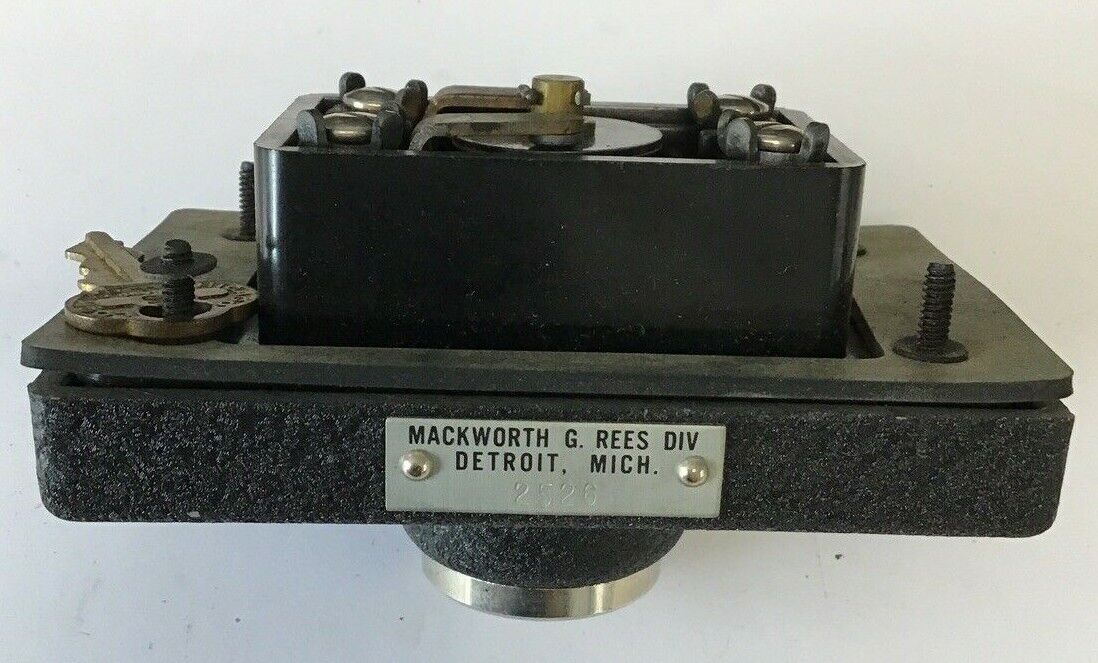 MACKWORTH G. REES DIV
DETROIT, MICH.
2526